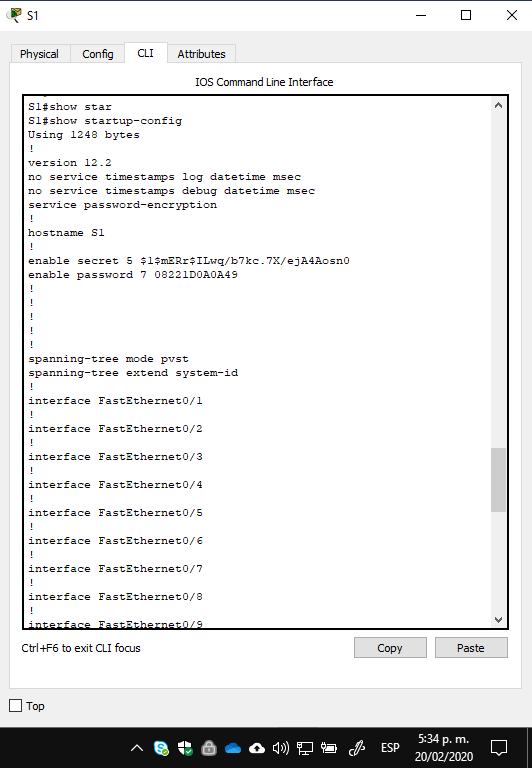 S1
Physical
Config
CLI
Attributes
IOS Command Line Interface
S1#show star
S1#show startup-config
Using 1248 bytes
!
version 12.2
no service timestamps log datetime msec
no service timestamps debug datetime msec
service password-encryption
!
hostname S1
!
enable secret 5 $1$mERr$ILwq/b7kc.7X/ejA4Aosn0
enable password 7 08221D0A0A49
!
!
!
!
!
spanning-tree mode pvst
spanning-tree extend system-id
!
interface FastEthernet0/1
!
interface FastEthernet0/2
!
interface FastEthernet0/3
!
interface FastEthernet0/4
!
interface FastEthernet0/5
!
interface FastEthernet0/6
!
interface FastEthernet0/7
!
interface FastEthernet0/8
!
interface FastEthernet0/9
Ctrl+F6 to exit CLI focus
Copy
Paste
Top
ESP
5:34 p. m.
20/02/2020